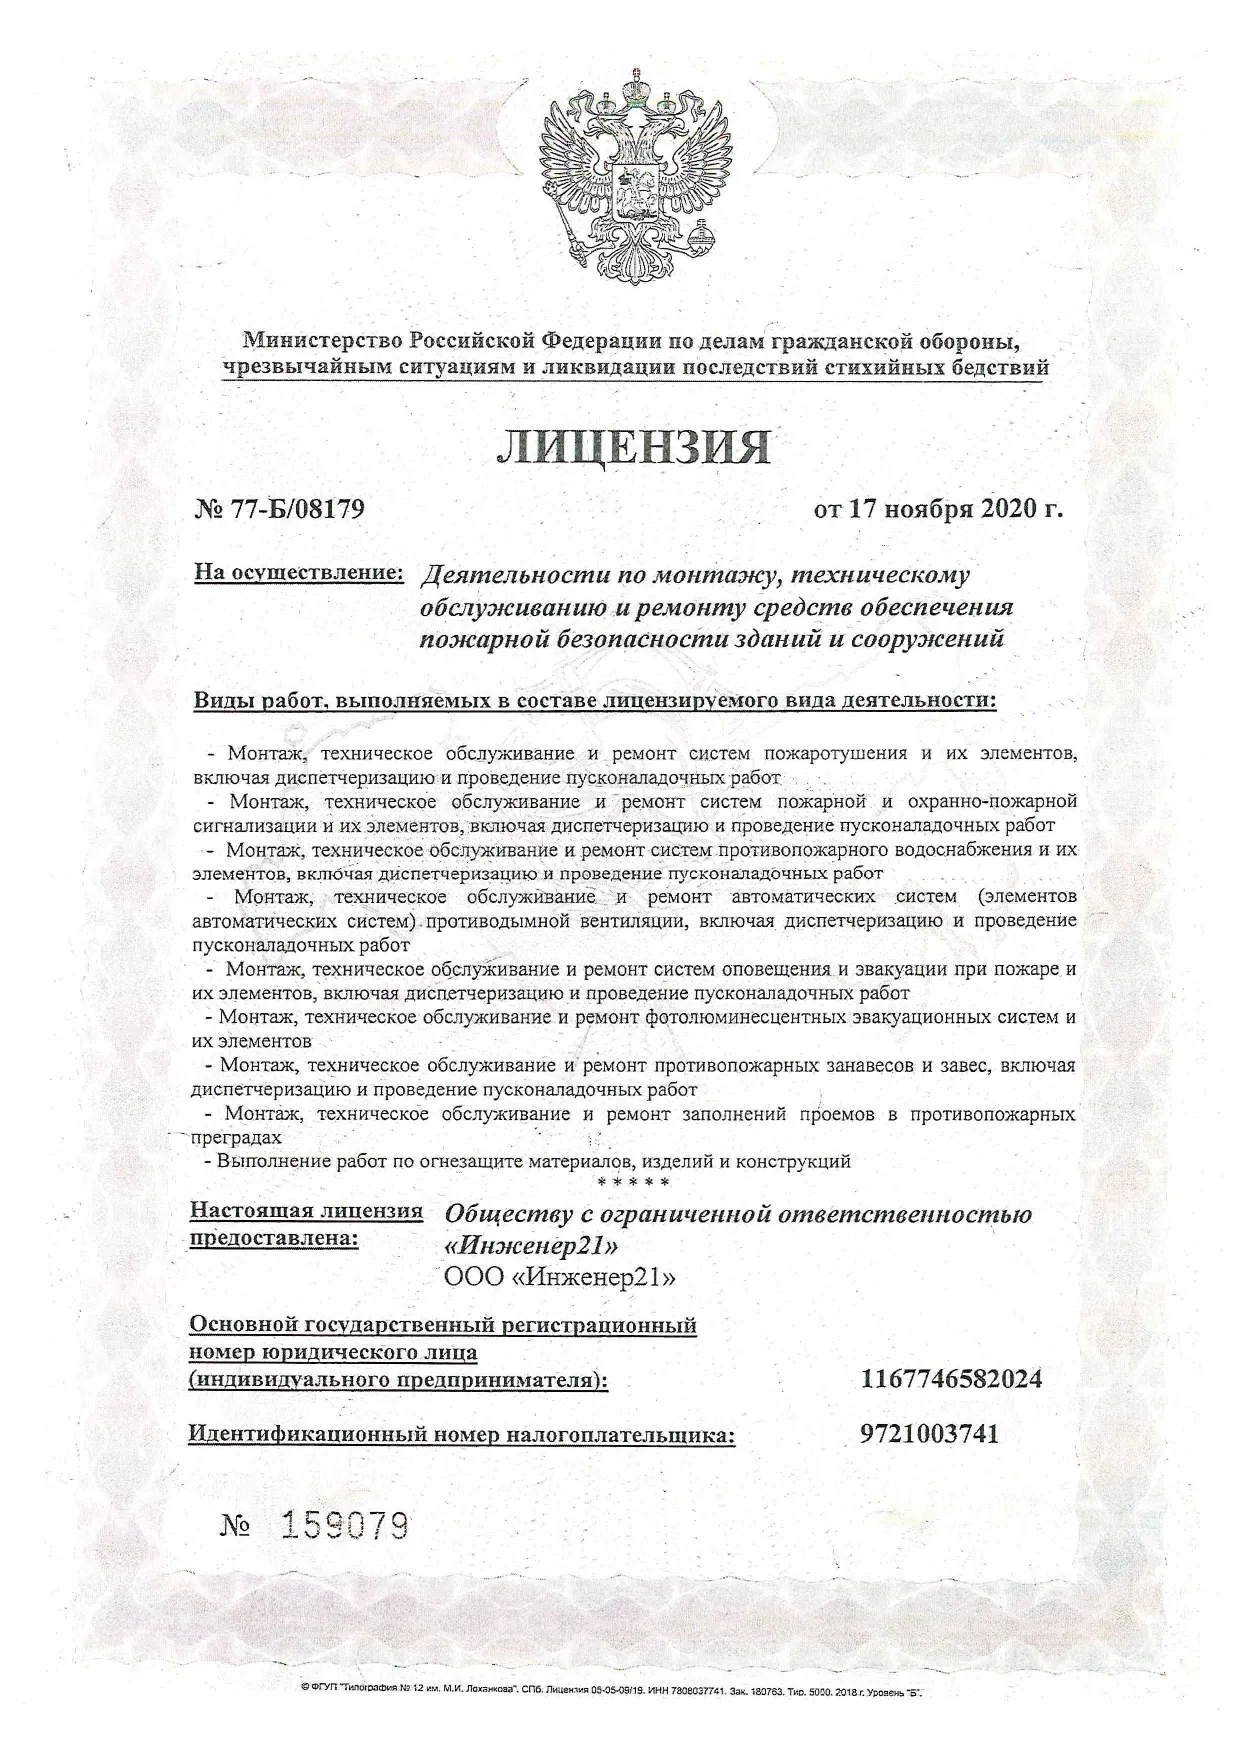 Министерство Российской Федерации по делам гражданской обороны,
чрезвычайным ситуациям и ликвидации последствий стихийных бедствий
ЛИЦЕНЗИЯ
№ 77-Б/08179 от 17 ноября 2020 г.
На осуществление: Деятельности по монтажу, техническому
обслуживанию и ремонту средств обеспечения
пожарной безопасности зданий и сооружений
Виды работ, выполняемых в составе лицензируемого вида деятельности:
- Монтаж, техническое обслуживание и ремонт систем пожаротушения и их элементов,
включая диспетчеризацию и проведение пусконаладочных работ
- Монтаж, техническое обслуживание и ремонт систем пожарной и охранно-пожарной
сигнализации и их элементов, включая диспетчеризацию и проведение пусконаладочных работ
- Монтаж, техническое обслуживание и ремонт систем противопожарного водоснабжения и их
элементов, включая диспетчеризацию и проведение пусконаладочных работ
- Монтаж, техническое обслуживание и ремонт автоматических систем (элементов
автоматических систем) противодымной вентиляции, включая диспетчеризацию и проведение
пусконаладочных работ
- Монтаж, техническое обслуживание и ремонт систем оповещения и эвакуации при пожаре и
их элементов, включая диспетчеризацию и проведение пусконаладочных работ
- Монтаж, техническое обслуживание и ремонт фотолюминесцентных эвакуационных систем и
их элементов
- Монтаж, техническое обслуживание и ремонт противопожарных занавесов и завес, включая
диспетчеризацию и проведение пусконаладочных работ
- Монтаж, техническое обслуживание и ремонт заполнений проемов в противопожарных
преградах
- Выполнение работ по огнезащите материалов, изделий и конструкций
* * * * *
Настоящая лицензия Обществу с ограниченной ответственностью
предоставлена: «Инженер21»
ООО «Инженер21»
Основной государственный регистрационный
номер юридического лица
(индивидуального предпринимателя): 1167746582024
Идентификационный номер налогоплательщика: 9721003741
№ 159079
© ФГУП "Типография № 12 им. М.И. Лоханкова". СПб. Лицензия 05-05-09/19. ИНН 7808037741. Зак. 180763. Тир. 5000. 2018 г. Уровень "Б".